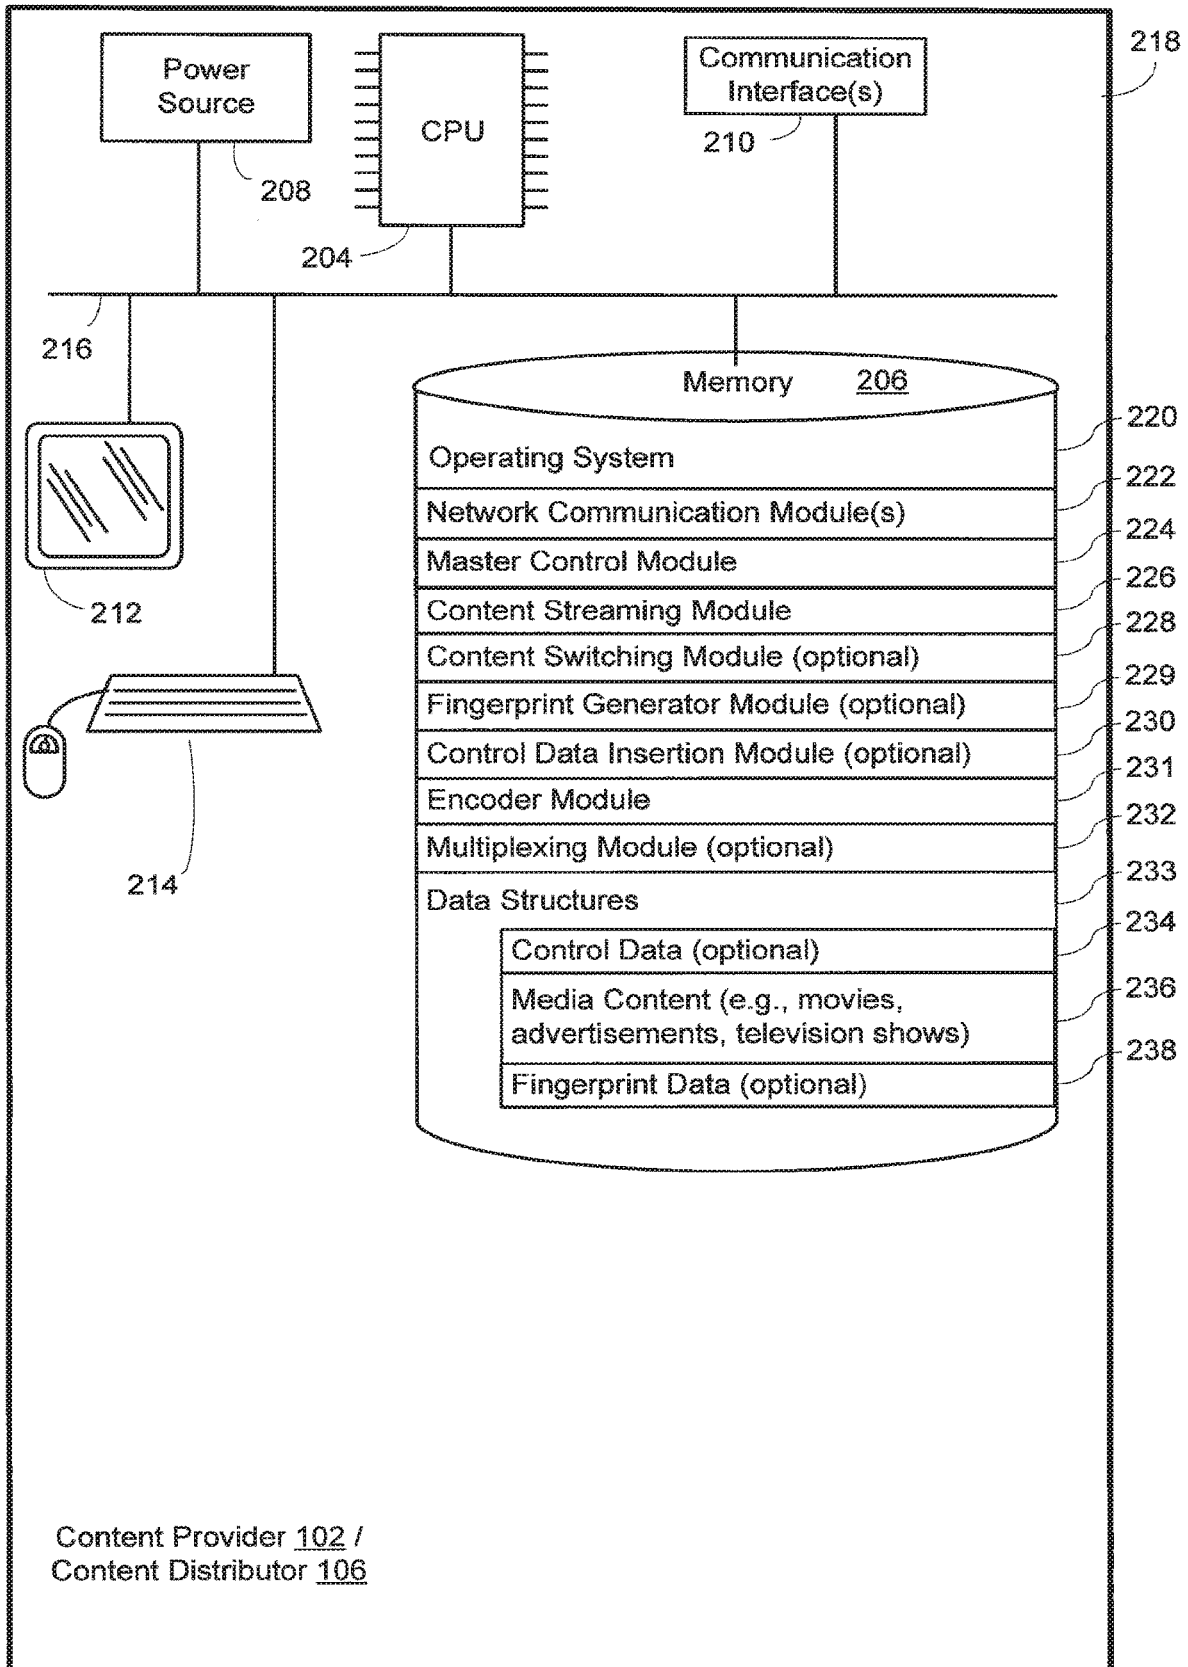 Power
Source
208
CPU
204
Communication
Interface(s)
210
218
216
212
214
Memory 206
Operating System 220
Network Communication Module(s) 222
Master Control Module 224
Content Streaming Module 226
Content Switching Module (optional) 228
Fingerprint Generator Module (optional) 229
Control Data Insertion Module (optional) 230
Encoder Module 231
Multiplexing Module (optional) 232
Data Structures 233
Control Data (optional) 234
Media Content (e.g., movies,
advertisements, television shows) 236
Fingerprint Data (optional) 238
Content Provider 102 /
Content Distributor 106